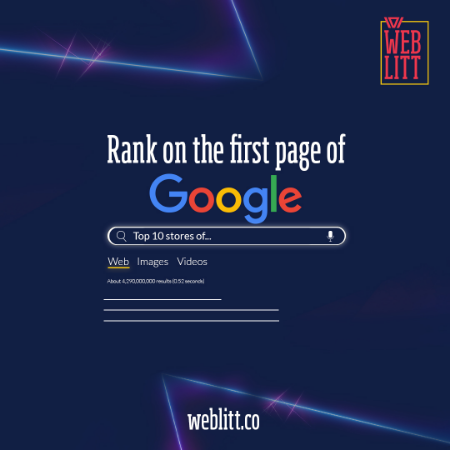 WEB
LITT
Rank on the first page of
Google
Top 10 stores of...
Web Images Videos
About 4,290,000,000 results (0.52 seconds)
weblitt.co